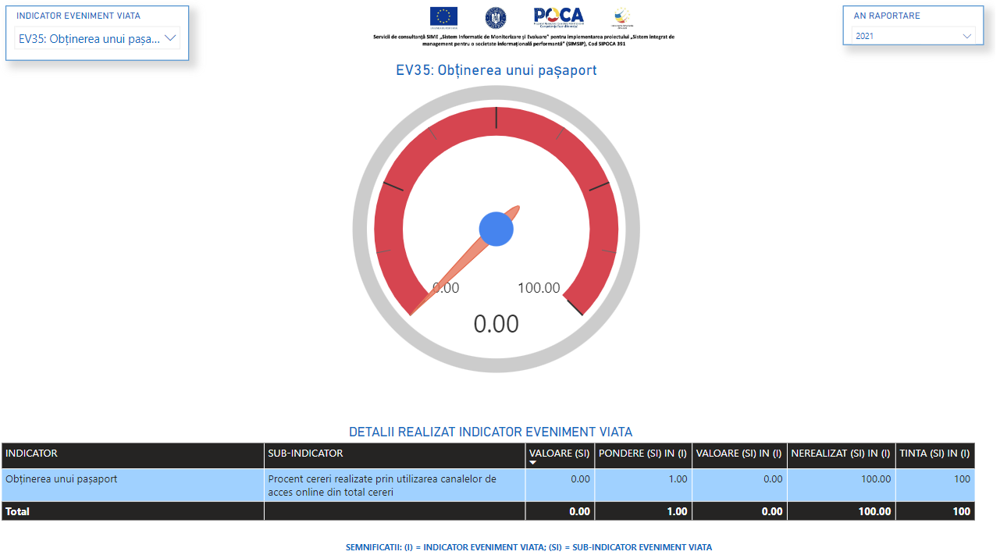 INDICATOR EVENIMENT VIATA
EV35: Obținerea unui pașa...
POCA
Competența face diferența!
Servicii de consultanță SIME „Sistem Informatic de Monitorizare și Evaluare” pentru implementarea proiectului „Sistem integrat de
management pentru o societate informațională performantă” (SIMSIP), Cod SIPOCA 391
AN RAPORTARE
2021
EV35: Obținerea unui pașaport
0.00
100.00
0.00
DETALII REALIZAT INDICATOR EVENIMENT VIATA
INDICATOR SUB-INDICATOR VALOARE (SI) PONDERE (SI) IN (I) VALOARE (SI) IN (I) NEREALIZAT (SI) IN (I) TINTA (SI) IN (I)
Obținerea unui pașaport Procent cereri realizate prin utilizarea canalelor de 0.00 1.00 0.00 100.00 100
acces online din total cereri
Total 0.00 1.00 0.00 100.00 100
SEMNIFICATII: (I) = INDICATOR EVENIMENT VIATA; (SI) = SUB-INDICATOR EVENIMENT VIATA